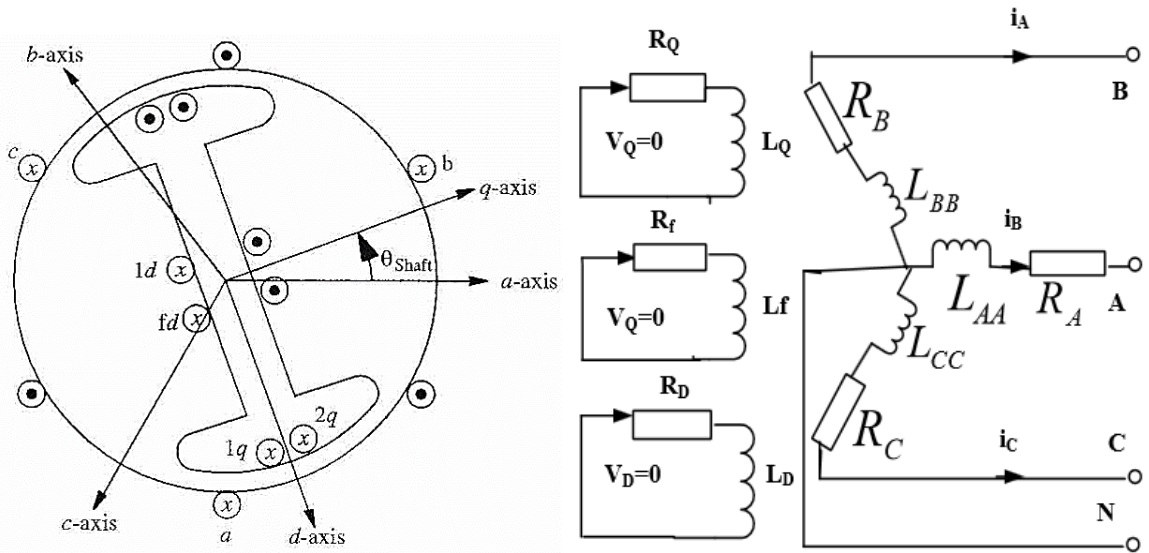 b-axis
c
x
x
b
q-axis
θShaft
1d
x
a-axis
fd
x
1q
x
2q
x
c-axis
x
a
d-axis
RQ
VQ=0
LQ
Rf
VQ=0
Lf
RD
VD=0
LD
iA
B
RB
LBB
iB
LAA
RA
A
LCC
RC
iC
C
N